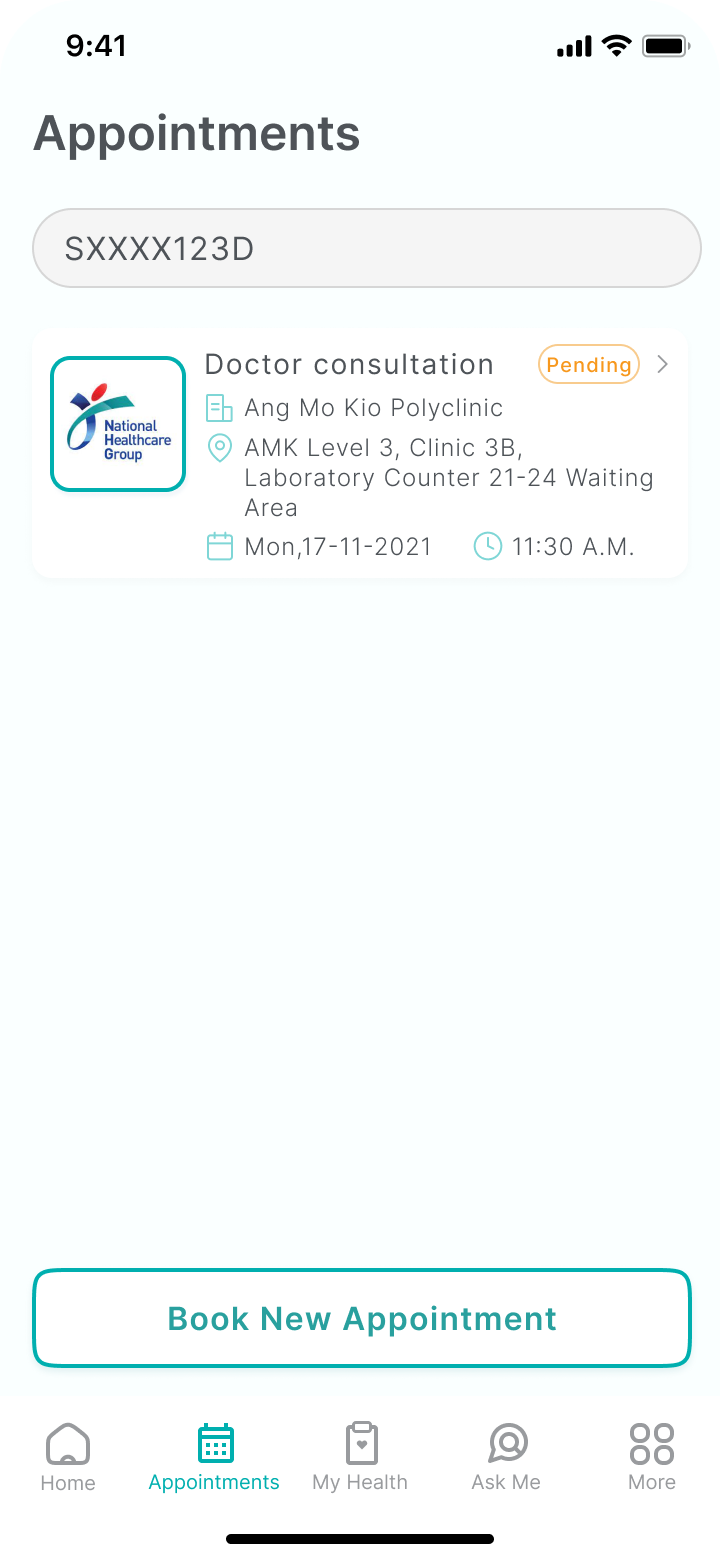 9:41
Appointments
SXXXX123D
Doctor consultation
Pending
National
Healthcare
Group
Ang Mo Kio Polyclinic
AMK Level 3, Clinic 3B,
Laboratory Counter 21-24 Waiting
Area
Mon,17-11-2021
11:30 A.M.
Book New Appointment
Home
Appointments
My Health
Ask Me
More